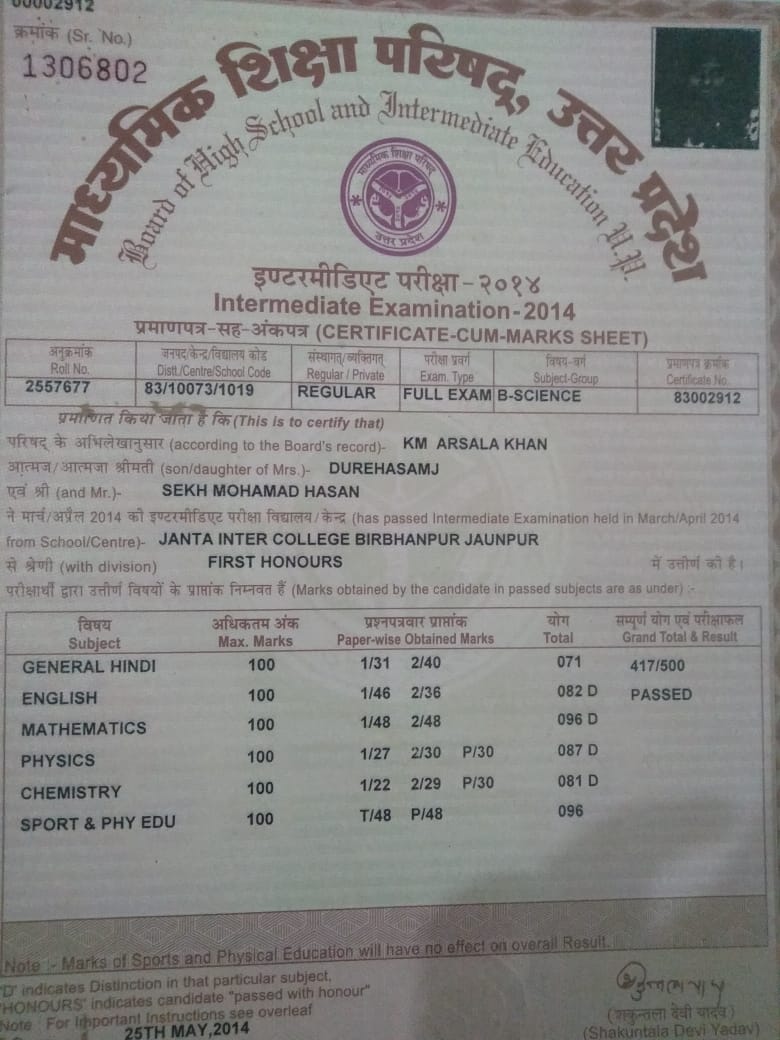 00002912
क्रमांक (Sr. No.)
1306802
माध्यमिक शिक्षा परिषद्, उत्तर प्रदेश
Board of High School and Intermediate Education U.P.
माध्यमिक शिक्षा परिषद्
उत्तर प्रदेश
इण्टरमीडिएट परीक्षा-२०१४
Intermediate Examination-2014
प्रमाणपत्र-सह-अंकपत्र (CERTIFICATE-CUM-MARKS SHEET)
अनुक्रमांक जनपद/केन्द्र/विद्यालय कोड संस्थागत/व्यक्तिगत परीक्षा प्रवर्ग विषय-वर्ग प्रमाणपत्र क्रमांक
Roll No. Distt./Centre/School Code Regular / Private Exam. Type Subject-Group Certificate No.
2557677 83/10073/1019 REGULAR FULL EXAM B-SCIENCE 83002912
प्रमाणित किया जाता है कि (This is to certify that)
परिषद् के अभिलेखानुसार (according to the Board's record)- KM ARSALA KHAN
आत्मज/आत्मजा श्रीमती (son/daughter of Mrs.)- DUREHASAMJ
एवं श्री (and Mr.)- SEKH MOHAMAD HASAN
ने मार्च/अप्रैल 2014 की इण्टरमीडिएट परीक्षा विद्यालय/केन्द्र (has passed Intermediate Examination held in March/April 2014
from School/Centre)- JANTA INTER COLLEGE BIRBHANPUR JAUNPUR
से श्रेणी (with division) FIRST HONOURS में उत्तीर्ण की है।
परीक्षार्थी द्वारा उत्तीर्ण विषयों के प्राप्तांक निम्नवत हैं (Marks obtained by the candidate in passed subjects are as under) :-
विषय अधिकतम अंक प्रश्नपत्रवार प्राप्तांक योग सम्पूर्ण योग एवं परीक्षाफल
Subject Max. Marks Paper-wise Obtained Marks Total Grand Total & Result
GENERAL HINDI 100 1/31 2/40 071 417/500
ENGLISH 100 1/46 2/36 082 D PASSED
MATHEMATICS 100 1/48 2/48 096 D
PHYSICS 100 1/27 2/30 P/30 087 D
CHEMISTRY 100 1/22 2/29 P/30 081 D
SPORT & PHY EDU 100 T/48 P/48 096
Note :- Marks of Sports and Physical Education will have no effect on overall Result.
'D' indicates Distinction in that particular subject,
'HONOURS' indicates candidate "passed with honour"
Note : For Important Instructions see overleaf
25TH MAY,2014
(शकुन्तला देवी यादव)
(Shakuntala Devi Yadav)